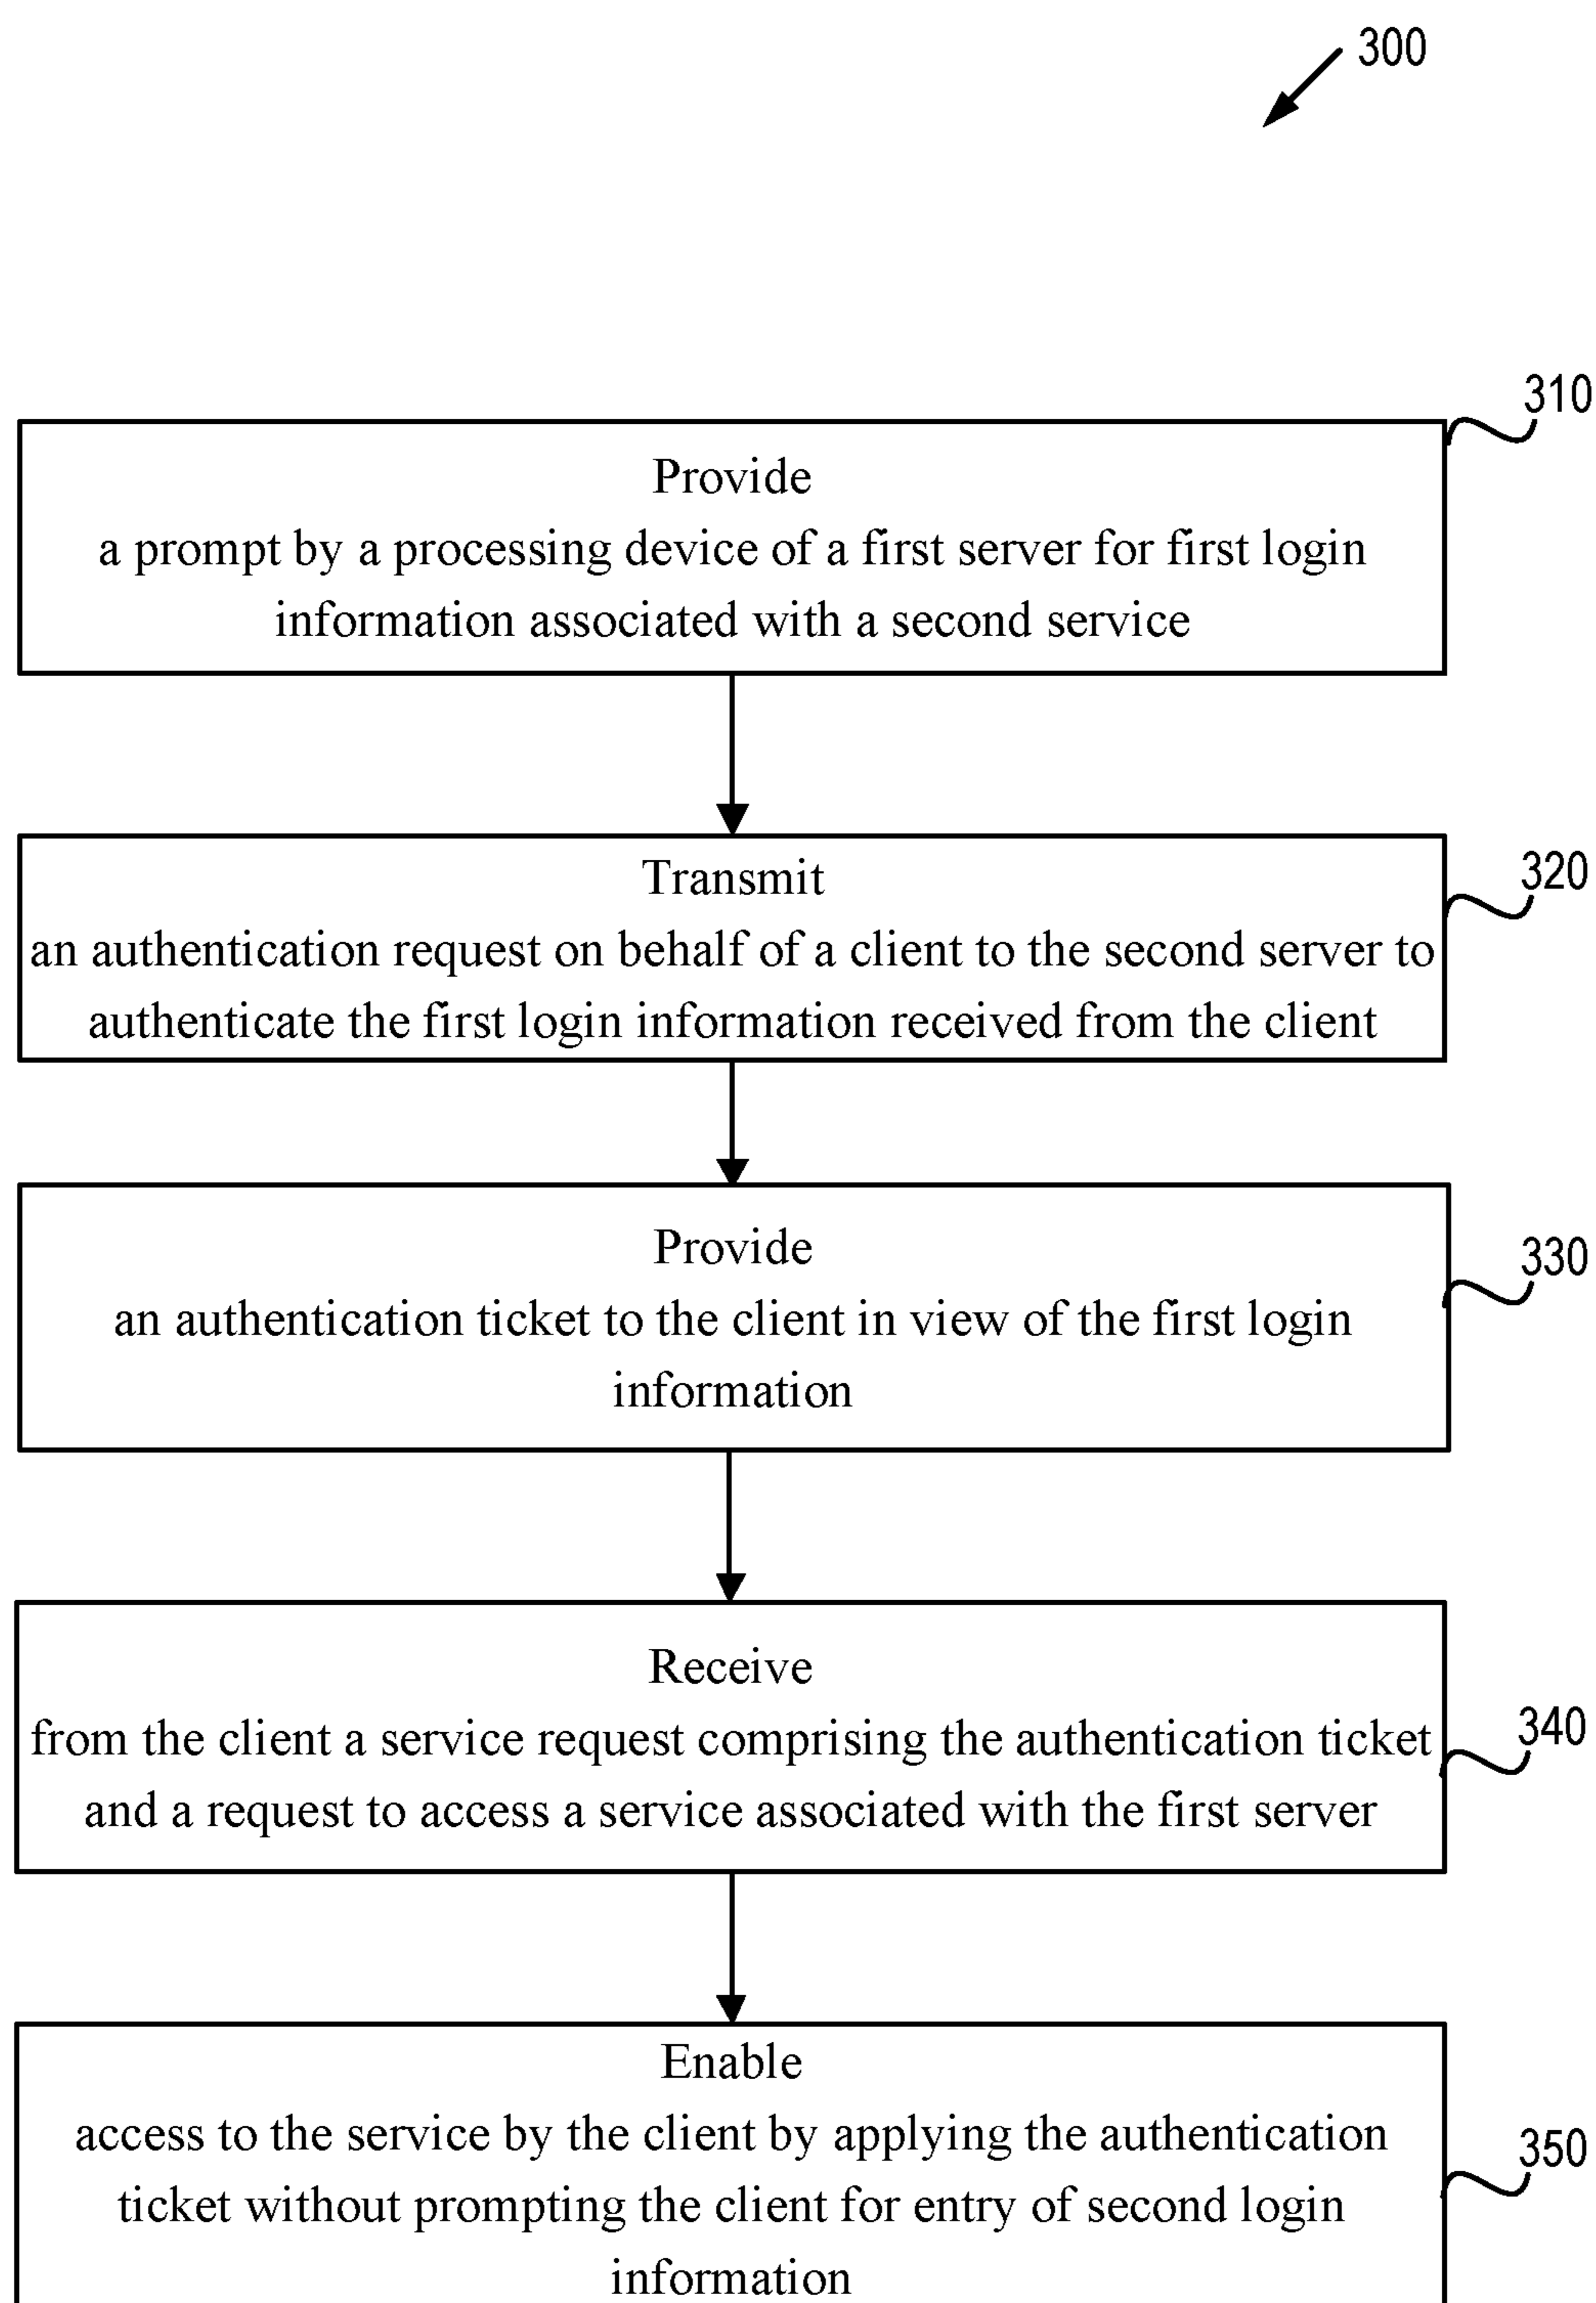 300
310
Provide
a prompt by a processing device of a first server for first login
information associated with a second service
320
Transmit
an authentication request on behalf of a client to the second server to
authenticate the first login information received from the client
330
Provide
an authentication ticket to the client in view of the first login
information
340
Receive
from the client a service request comprising the authentication ticket
and a request to access a service associated with the first server
350
Enable
access to the service by the client by applying the authentication
ticket without prompting the client for entry of second login
information